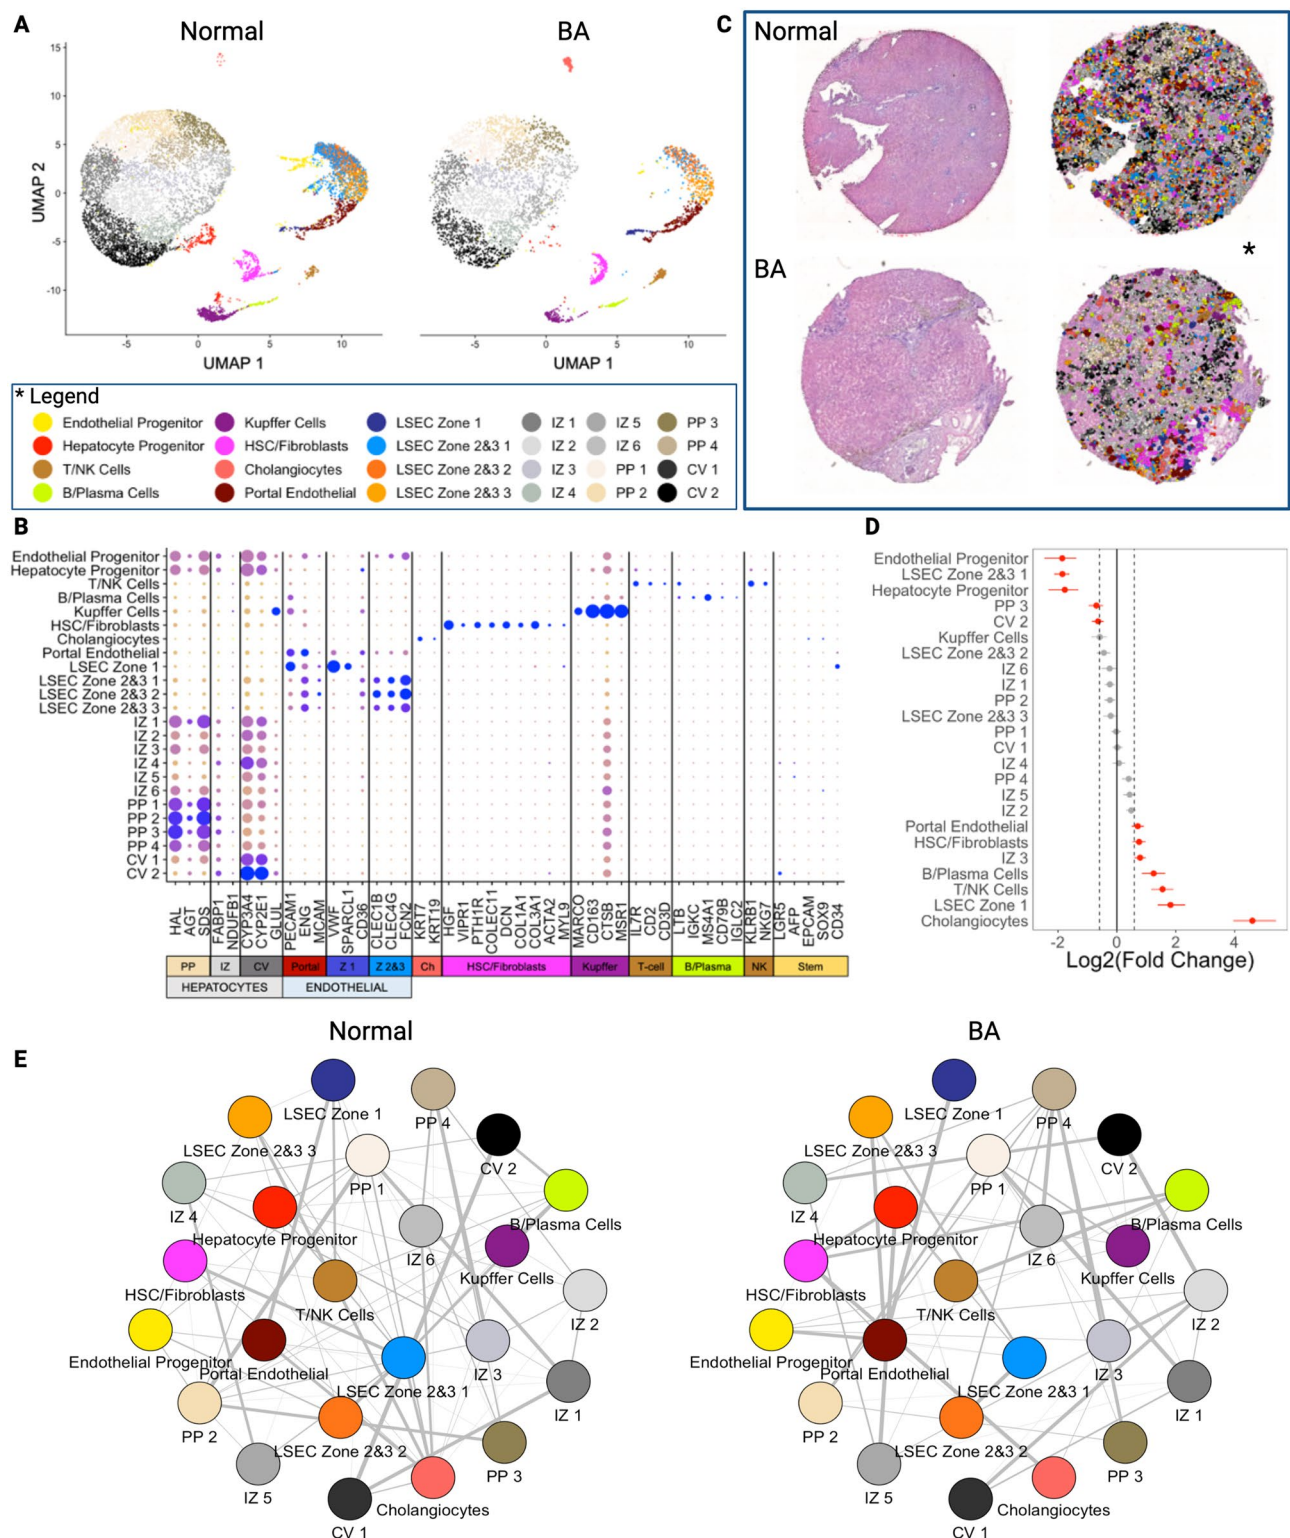 A
Normal
BA
15
10
5
0
-5
-10
UMAP 2
-5
0
5
10
UMAP 1
-5
0
5
10
UMAP 1
* Legend
Endothelial Progenitor
Hepatocyte Progenitor
T/NK Cells
B/Plasma Cells
Kupffer Cells
HSC/Fibroblasts
Cholangiocytes
Portal Endothelial
LSEC Zone 1
LSEC Zone 2&3 1
LSEC Zone 2&3 2
LSEC Zone 2&3 3
IZ 1
IZ 2
IZ 3
IZ 4
IZ 5
IZ 6
PP 1
PP 2
PP 3
PP 4
CV 1
CV 2
C
Normal
*
BA
B
Endothelial Progenitor
Hepatocyte Progenitor
T/NK Cells
B/Plasma Cells
Kupffer Cells
HSC/Fibroblasts
Cholangiocytes
Portal Endothelial
LSEC Zone 1
LSEC Zone 2&3 1
LSEC Zone 2&3 2
LSEC Zone 2&3 3
IZ 1
IZ 2
IZ 3
IZ 4
IZ 5
IZ 6
PP 1
PP 2
PP 3
PP 4
CV 1
CV 2
HAL
AGT
SDS
FABP1
NDUFB1
CYP3A4
CYP2E1
GLUL
PECAM1
ENG
MCAM
VWF
SPARCL1
CD36
CLEC1B
CLEC4G
FCN2
KRT7
KRT19
HGF
VIPR1
PTH1R
COLEC11
DCN
COL1A1
COL3A1
ACTA2
MYL9
MARCO
CD163
CTSB
MSR1
IL7R
CD2
CD3D
LTB
IGKC
MS4A1
CD79B
IGLC2
KLRB1
NKG7
LGR5
AFP
EPCAM
SOX9
CD34
PP
IZ
CV
Portal
Z 1
Z 2&3
Ch
HSC/Fibroblasts
Kupffer
T-cell
B/Plasma
NK
Stem
HEPATOCYTES
ENDOTHELIAL
D
Endothelial Progenitor
LSEC Zone 2&3 1
Hepatocyte Progenitor
PP 3
CV 2
Kupffer Cells
LSEC Zone 2&3 2
IZ 6
IZ 1
PP 2
LSEC Zone 2&3 3
PP 1
CV 1
IZ 4
PP 4
IZ 5
IZ 2
Portal Endothelial
HSC/Fibroblasts
IZ 3
B/Plasma Cells
T/NK Cells
LSEC Zone 1
Cholangiocytes
-2
0
2
4
Log2(Fold Change)
E
Normal
LSEC Zone 1
PP 4
LSEC Zone 2&3 3
CV 2
PP 1
IZ 4
B/Plasma Cells
Hepatocyte Progenitor
IZ 6
Kupffer Cells
HSC/Fibroblasts
T/NK Cells
IZ 2
Endothelial Progenitor
Portal Endothelial
IZ 3
LSEC Zone 2&3 1
IZ 1
PP 2
LSEC Zone 2&3 2
PP 3
IZ 5
Cholangiocytes
CV 1
BA
LSEC Zone 1
PP 4
LSEC Zone 2&3 3
CV 2
PP 1
IZ 4
B/Plasma Cells
Hepatocyte Progenitor
IZ 6
Kupffer Cells
HSC/Fibroblasts
T/NK Cells
IZ 2
Endothelial Progenitor
Portal Endothelial
IZ 3
LSEC Zone 2&3 1
IZ 1
PP 2
LSEC Zone 2&3 2
PP 3
IZ 5
Cholangiocytes
CV 1